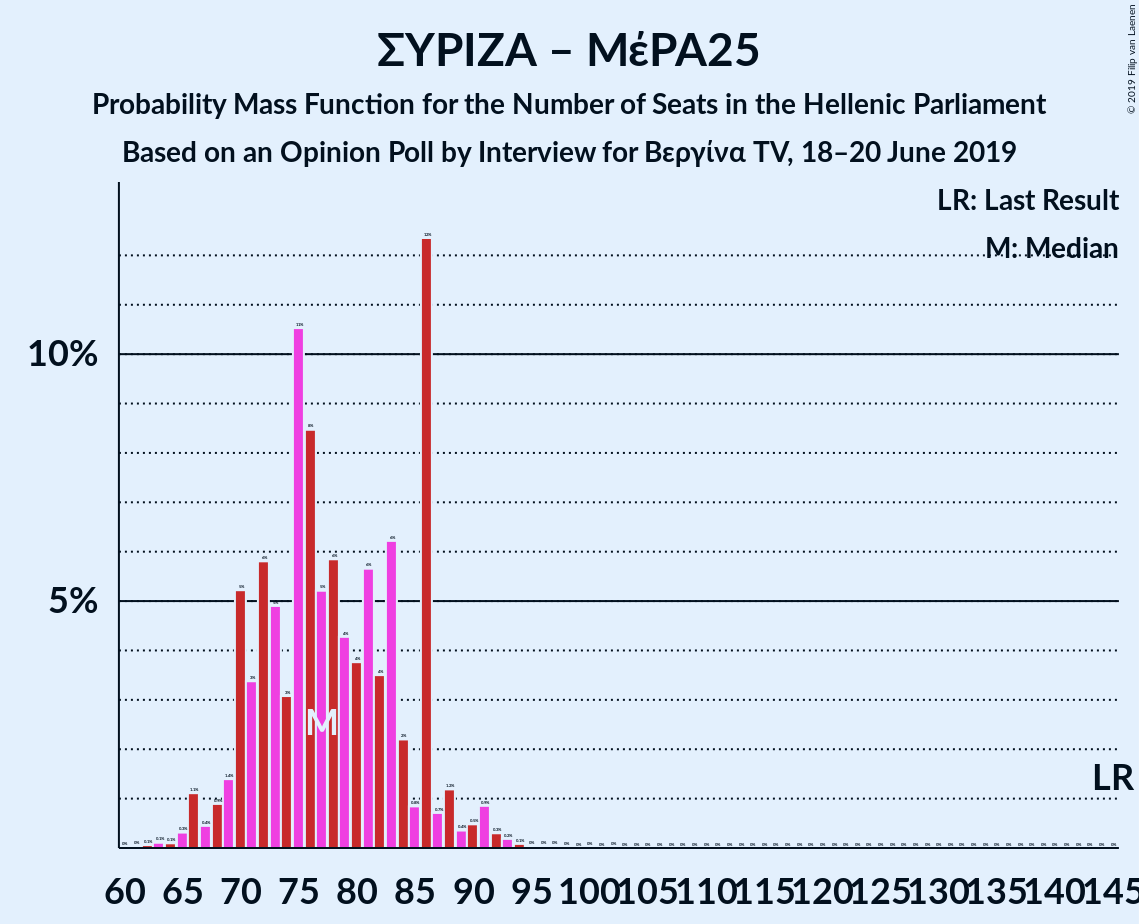 ΣΥΡΙΖΑ – ΜέΡΑ25
Probability Mass Function for the Number of Seats in the Hellenic Parliament
Based on an Opinion Poll by Interview for Βεργίνα TV, 18–20 June 2019
© 2019 Filip van Laenen
LR: Last Result
M: Median
10%
5%
M
LR
60 65 70 75 80 85 90 95 100 105 110 115 120 125 130 135 140 145